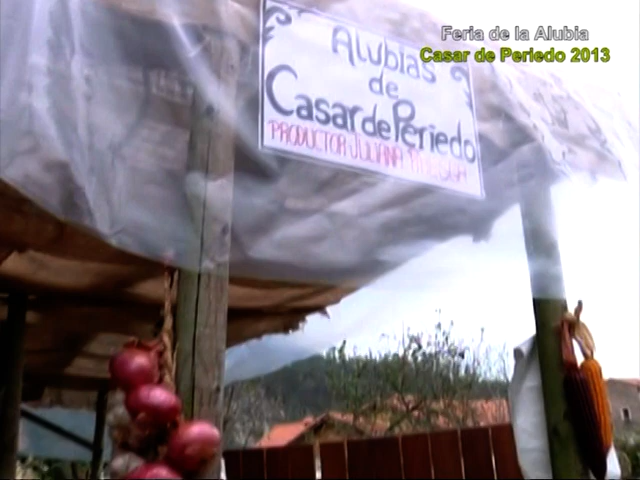 Feria de la Alubia
Casar de Periedo 2013
Alubias
de
Casar de Periedo
PRODUCTOR JULIANA